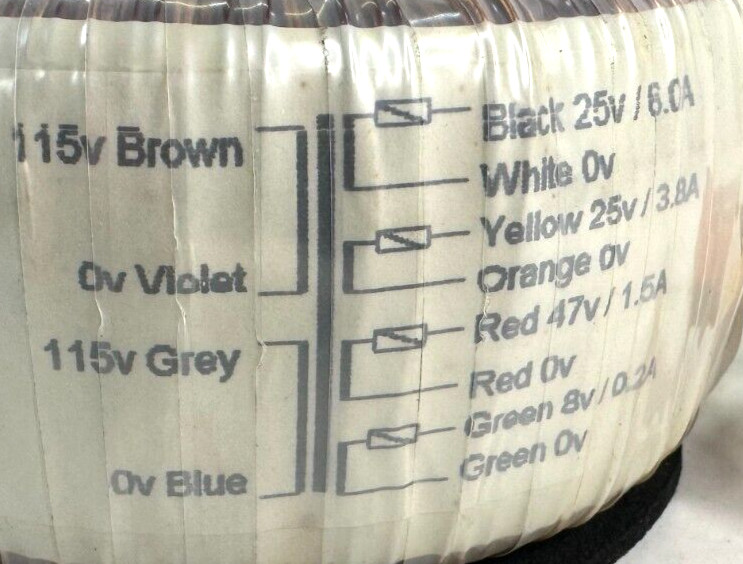 115v Brown
0v Violet
115v Grey
0v Blue
Black 25v / 6.0A
White 0v
Yellow 25v / 3.8A
Orange 0v
Red 47v / 1.5A
Red 0v
Green 8v / 0.2A
Green 0v